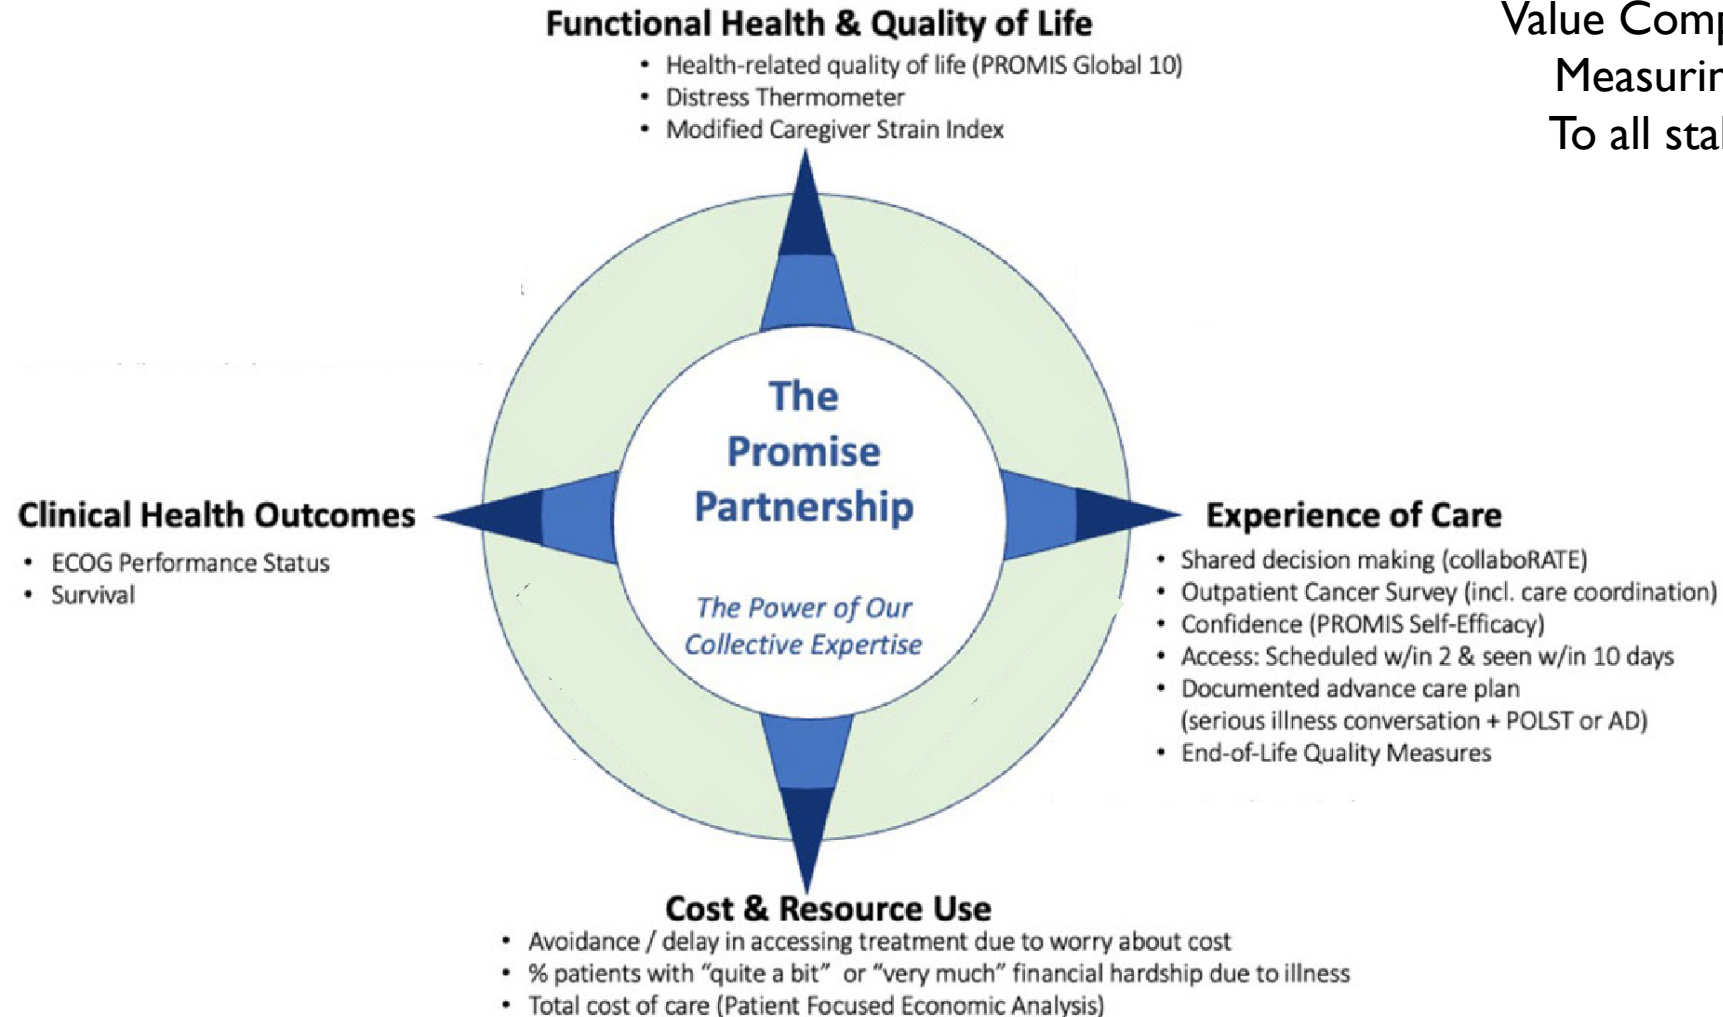 Functional Health & Quality of Life
• Health-related quality of life (PROMIS Global 10)
• Distress Thermometer
• Modified Caregiver Strain Index
Value
To all
The
Promise
Partnership
The Power of Our
Collective Expertise
Clinical Health Outcomes
• ECOG Performance Status
• Survival
Experience of Care
• Shared decision making (collaboRATE)
• Outpatient Cancer Survey (incl. care coordination)
• Confidence (PROMIS Self-Efficacy)
• Access: Scheduled w/in 2 & seen w/in 10 days
• Documented advance care plan
(serious illness conversation + POLST or AD)
• End-of-Life Quality Measures
Cost & Resource Use
• Avoidance / delay in accessing treatment due to worry about cost
• % patients with “quite a bit” or “very much” financial hardship due to illness
• Total cost of care (Patient Focused Economic Analysis)